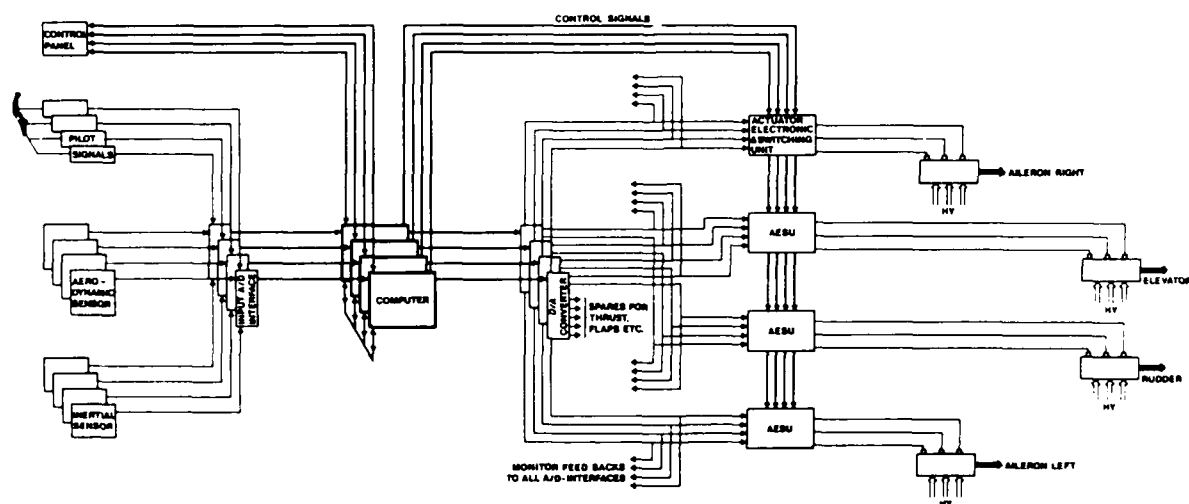 CONTROL SIGNALS
CONTROL
PANEL
PILOT
SIGNALS
ACTUATOR
ELECTRONIC
&SWITCHING
UNIT
AILERON RIGHT
HY
AERO-
DYNAMIC
SENSOR
INPUT A/D
INTERFACE
COMPUTER
D/A
CONVERTER
SPARES FOR
THRUST,
FLAPS ETC.
AESU
ELEVATOR
HY
AESU
RUDDER
HY
INERTIAL
SENSOR
AESU
MONITOR FEED BACKS
TO ALL A/D-INTERFACES
AILERON LEFT
HY